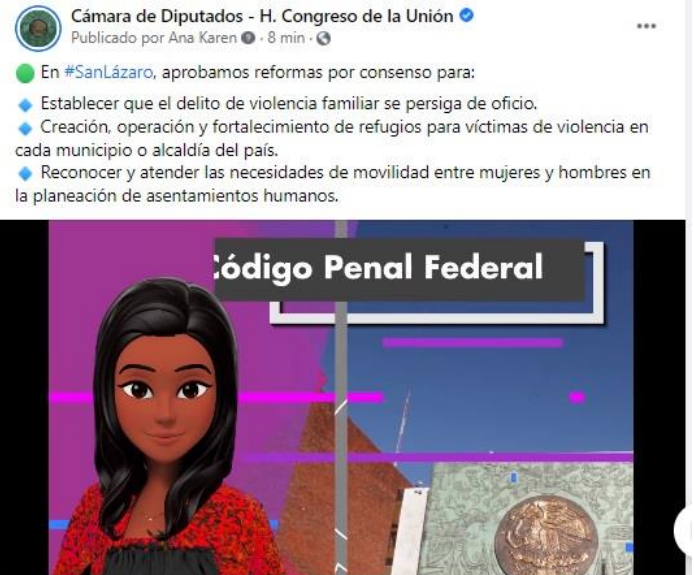 Cámara de Diputados - H. Congreso de la Unión
Publicado por Ana Karen · 8 min ·
En #SanLázaro, aprobamos reformas por consenso para:
Establecer que el delito de violencia familiar se persiga de oficio.
Creación, operación y fortalecimiento de refugios para víctimas de violencia en
cada municipio o alcaldía del país.
Reconocer y atender las necesidades de movilidad entre mujeres y hombres en
la planeación de asentamientos humanos.
Código Penal Federal